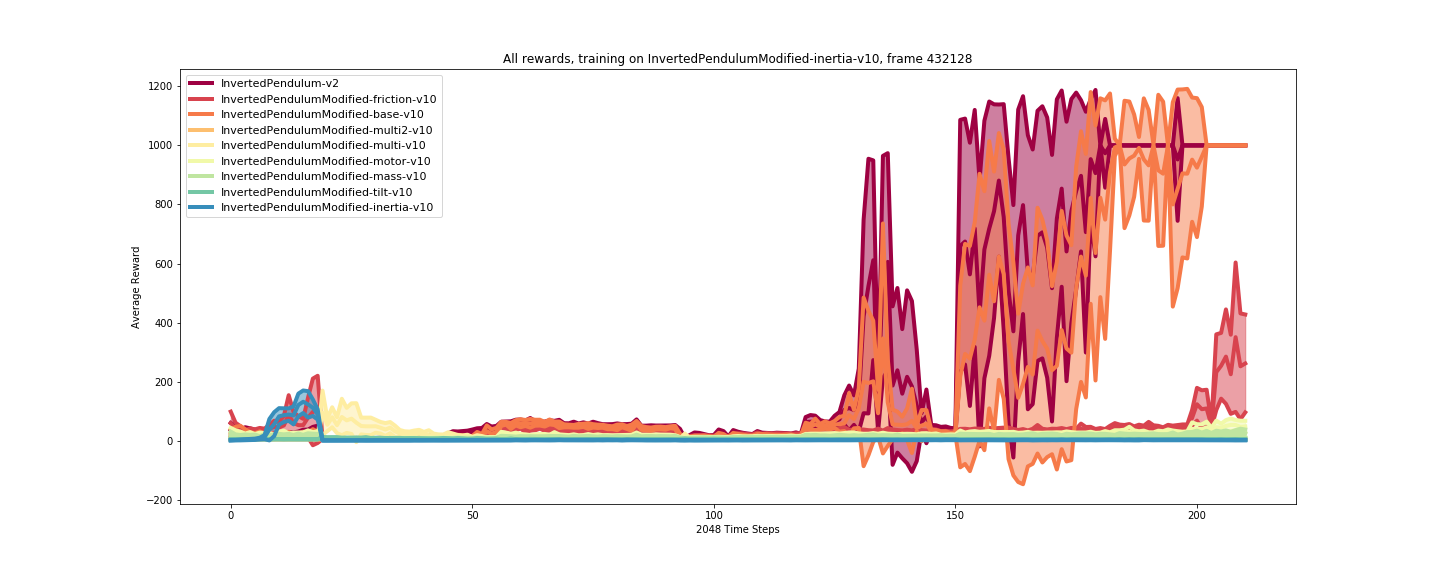 All rewards, training on InvertedPendulumModified-inertia-v10, frame 432128
InvertedPendulum-v2
InvertedPendulumModified-friction-v10
InvertedPendulumModified-base-v10
InvertedPendulumModified-multi2-v10
InvertedPendulumModified-multi-v10
InvertedPendulumModified-motor-v10
InvertedPendulumModified-mass-v10
InvertedPendulumModified-tilt-v10
InvertedPendulumModified-inertia-v10
Average Reward
1200
1000
800
600
400
200
0
−200
0 50 100 150 200
2048 Time Steps